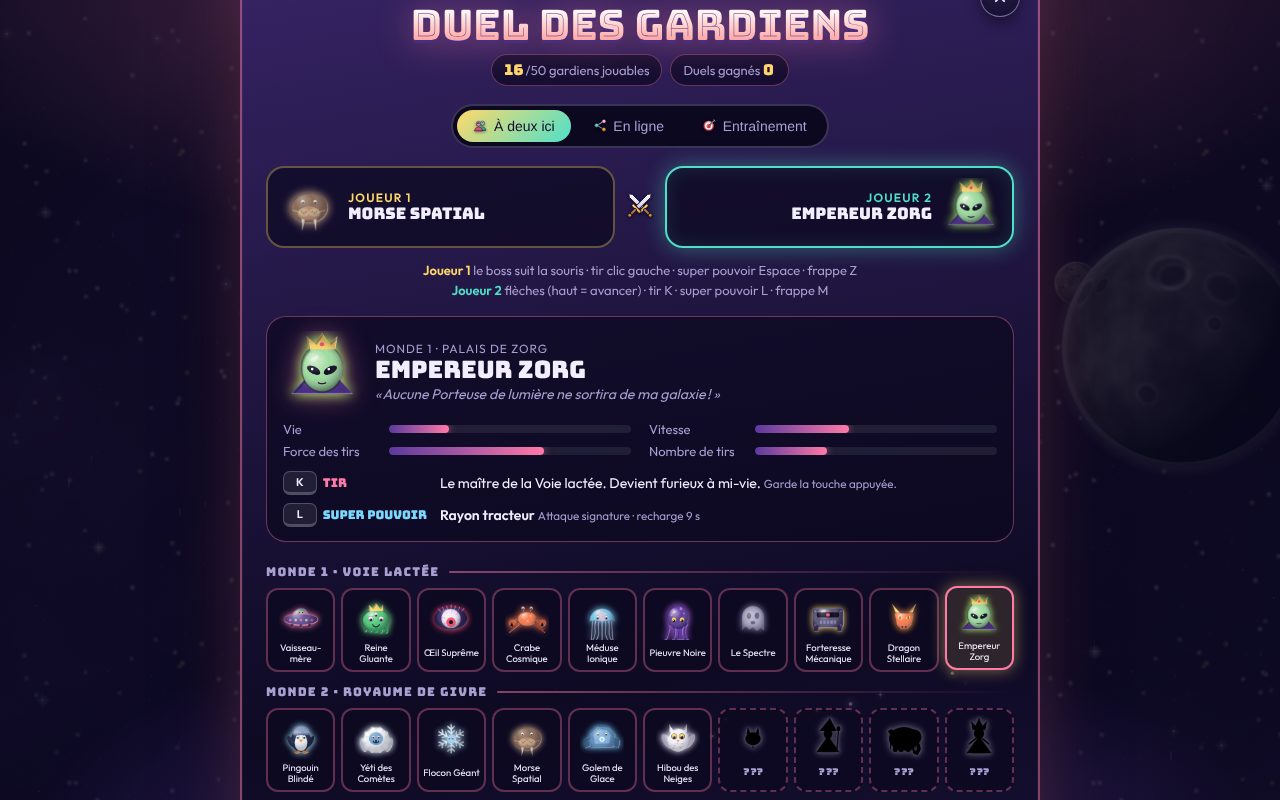 DUEL DES GARDIENS
16 /50 gardiens jouables
Duels gagnés 0
À deux ici
En ligne
Entraînement
JOUEUR 1
MORSE SPATIAL
JOUEUR 2
EMPEREUR ZORG
Joueur 1 le boss suit la souris · tir clic gauche · super pouvoir Espace · frappe Z
Joueur 2 flèches (haut = avancer) · tir K · super pouvoir L · frappe M
MONDE 1 · PALAIS DE ZORG
EMPEREUR ZORG
« Aucune Porteuse de lumière ne sortira de ma galaxie ! »
Vie
Vitesse
Force des tirs
Nombre de tirs
K TIR Le maître de la Voie lactée. Devient furieux à mi-vie. Garde la touche appuyée.
L SUPER POUVOIR Rayon tracteur Attaque signature · recharge 9 s
MONDE 1 • VOIE LACTÉE
Vaisseau-
mère
Reine
Gluante
Œil Suprême
Crabe
Cosmique
Méduse
Ionique
Pieuvre Noire
Le Spectre
Forteresse
Mécanique
Dragon
Stellaire
Empereur
Zorg
MONDE 2 • ROYAUME DE GIVRE
Pingouin
Blindé
Yéti des
Comètes
Flocon Géant
Morse
Spatial
Golem de
Glace
Hibou des
Neiges
???
???
???
???